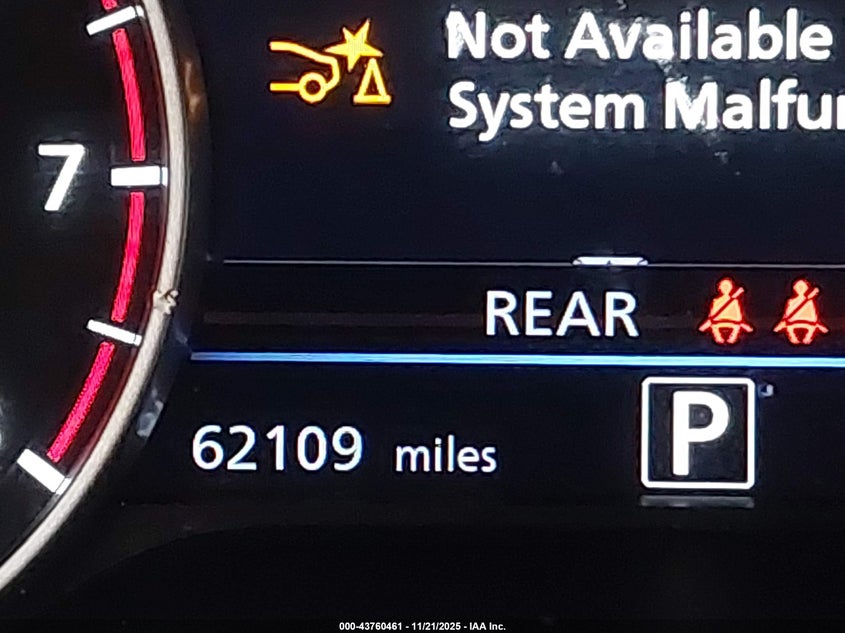 Not Available
System Malfu
7
REAR
62109 miles
P
000-43760461 - 11/21/2025 - IAA Inc.